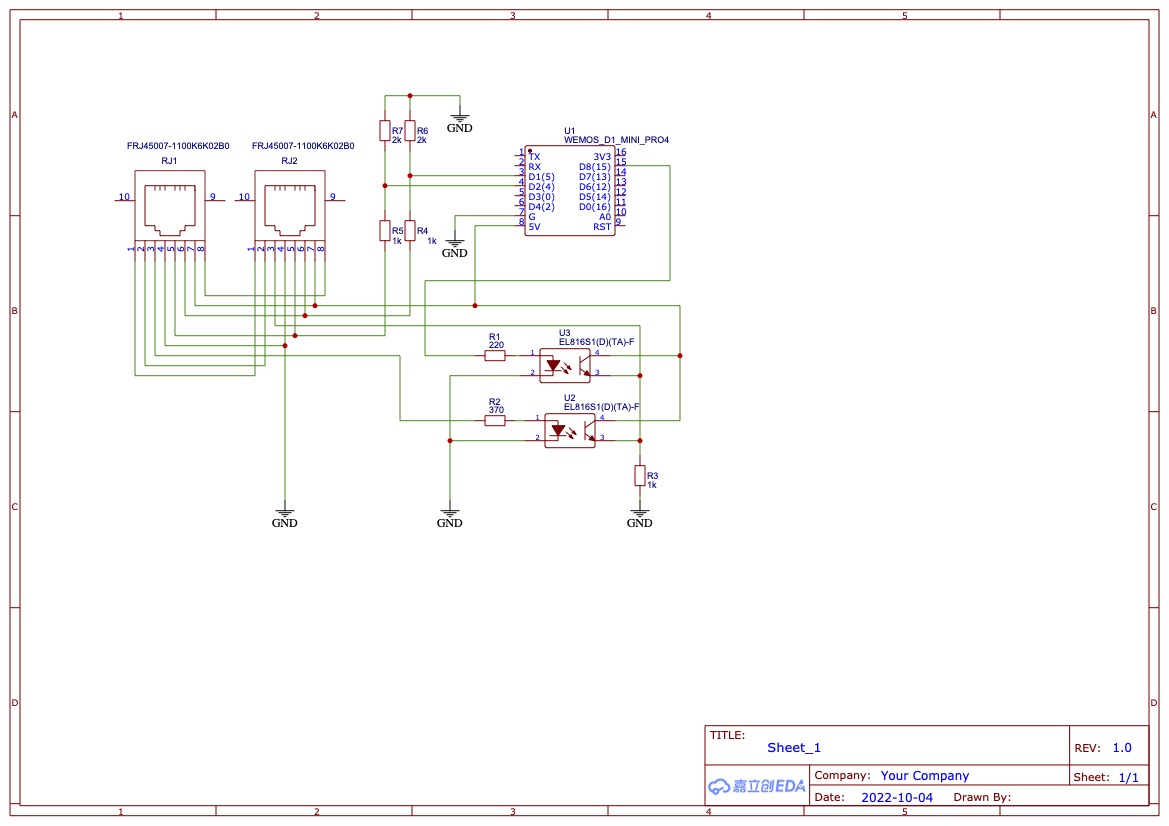 1 2 3 4 5
A A
B B
C C
D D
1 2 3 4 5
FRJ45007-1100K6K02B0
RJ1
10 9
1 2 3 4 5 6 7 8
FRJ45007-1100K6K02B0
RJ2
10 9
1 2 3 4 5 6 7 8
R7
2k
R6
2k
GND
R5
1k
R4
1k
GND
U1
WEMOS_D1_MINI_PRO4
1 TX 3V3 16
2 RX D8(15) 15
3 D1(5) D7(13) 14
4 D2(4) D6(12) 13
5 D3(0) D5(14) 12
6 D4(2) D0(16) 11
7 G A0 10
8 5V RST 9
R1
220
U3
EL816S1(D)(TA)-F
1 4
2 3
R2
370
U2
EL816S1(D)(TA)-F
1 4
2 3
R3
1k
GND
GND
GND
TITLE:
Sheet_1
REV: 1.0
嘉立创EDA
Company: Your Company
Sheet: 1/1
Date: 2022-10-04 Drawn By: